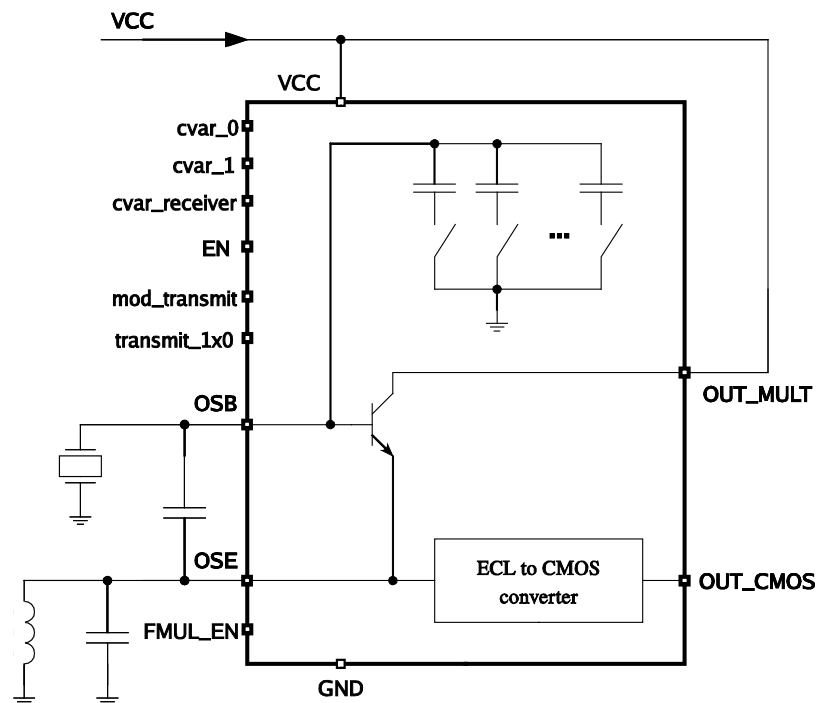 VCC
VCC
cvar_0
cvar_1
cvar_receiver
EN
mod_transmit
transmit_1x0
OUT_MULT
OSB
OSE
ECL to CMOS
converter
OUT_CMOS
FMUL_EN
GND